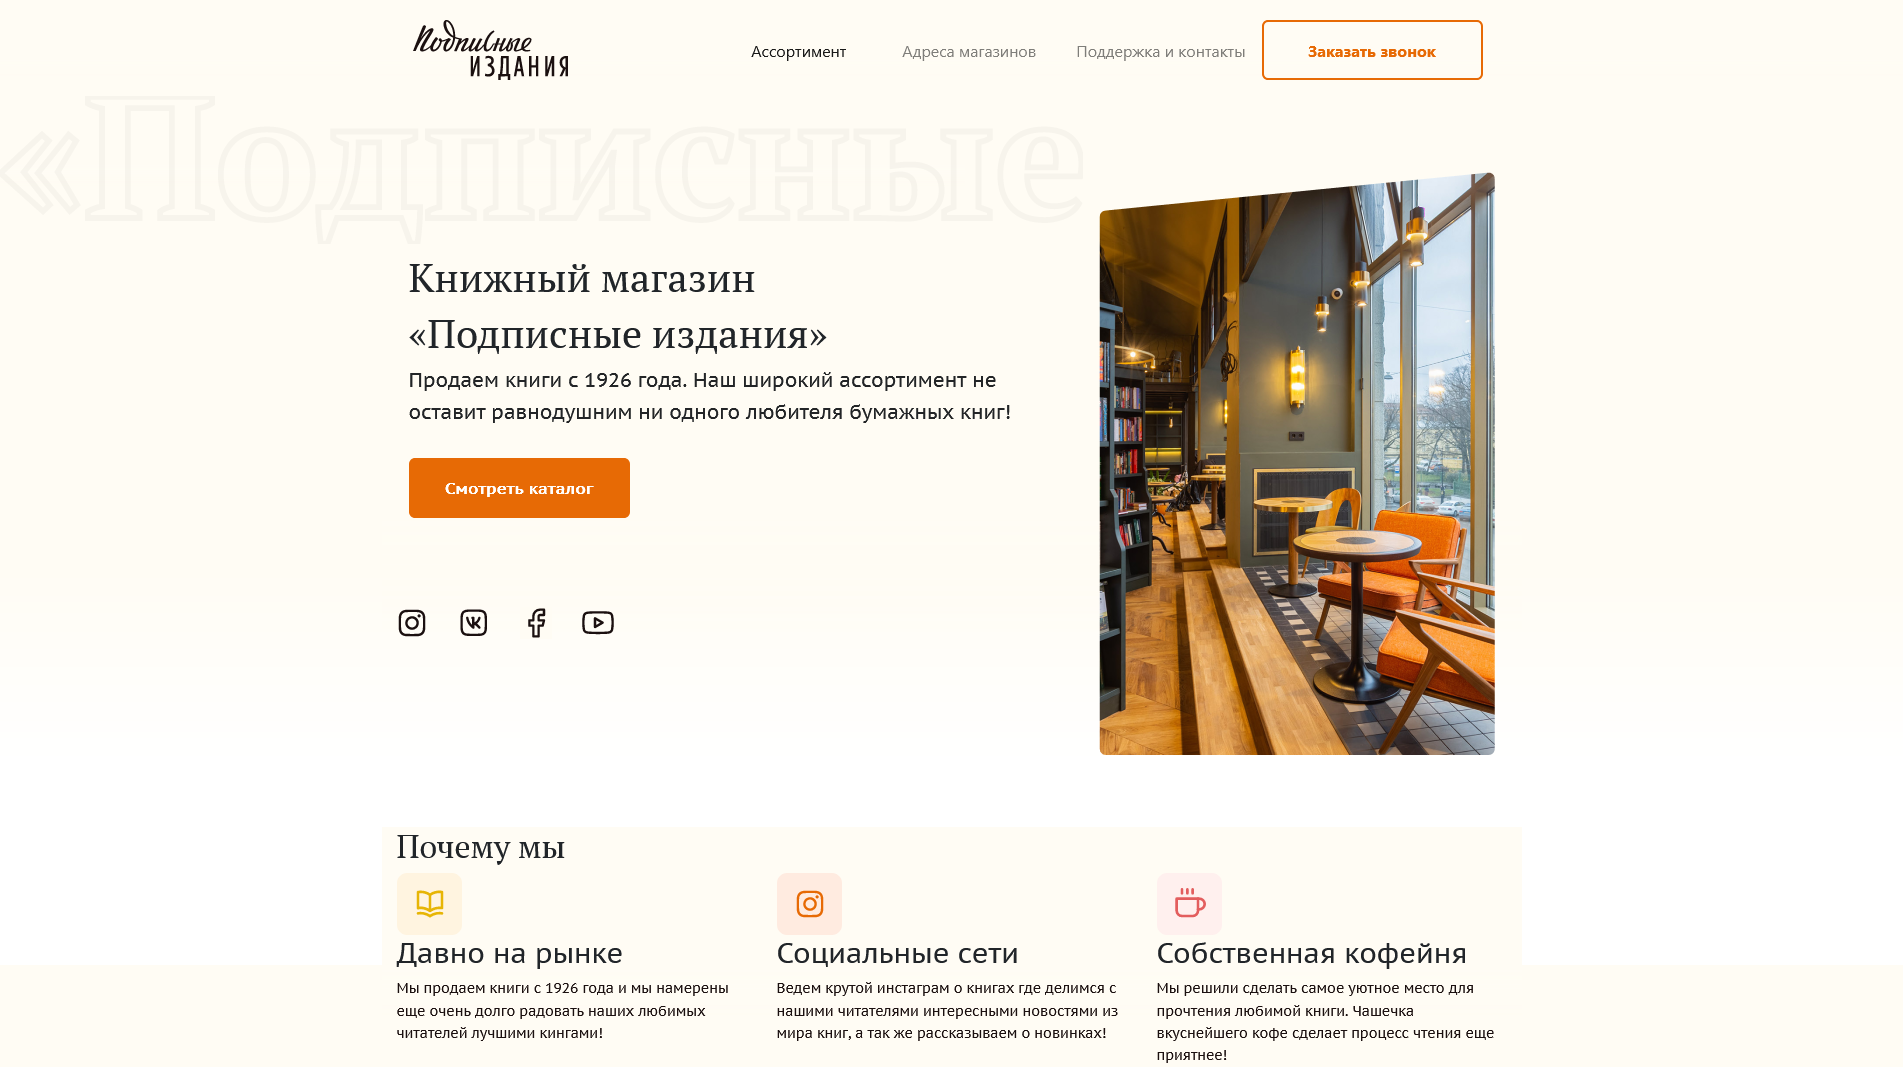 Подписные
ИЗДАНИЯ
Ассортимент
Адреса магазинов
Поддержка и контакты
Заказать звонок
«Подписные
Книжный магазин
«Подписные издания»
Продаем книги с 1926 года. Наш широкий ассортимент не
оставит равнодушним ни одного любителя бумажных книг!
Смотреть каталог
Почему мы
Давно на рынке
Мы продаем книги с 1926 года и мы намерены
еще очень долго радовать наших любимых
читателей лучшими кингами!
Социальные сети
Ведем крутой инстаграм о книгах где делимся с
нашими читателями интересными новостями из
мира книг, а так же рассказываем о новинках!
Собственная кофейня
Мы решили сделать самое уютное место для
прочтения любимой книги. Чашечка
вкуснейшего кофе сделает процесс чтения еще
приятнее!